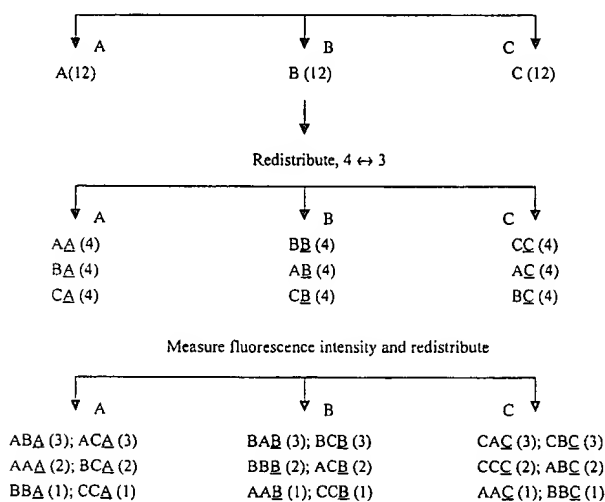 A B C
A(12) B (12) C (12)
Redistribute, 4 ↔ 3
A B C
AA (4) BB (4) CC (4)
BA (4) AB (4) AC (4)
CA (4) CB (4) BC (4)
Measure fluorescence intensity and redistribute
A B C
ABA (3); ACA (3) BAB (3); BCB (3) CAC (3); CBC (3)
AAA (2); BCA (2) BBB (2); ACB (2) CCC (2); ABC (2)
BBA (1); CCA (1) AAB (1); CCB (1) AAC (1); BBC (1)